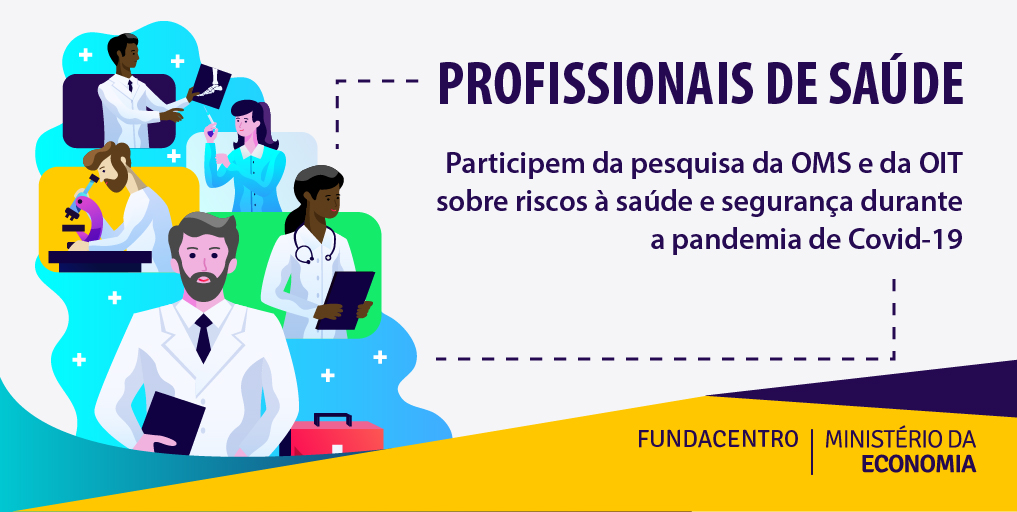 PROFISSIONAIS DE SAÚDE
Participem da pesquisa da OMS e da OIT
sobre riscos à saúde e segurança durante
a pandemia de Covid-19
FUNDACENTRO
MINISTÉRIO DA
ECONOMIA